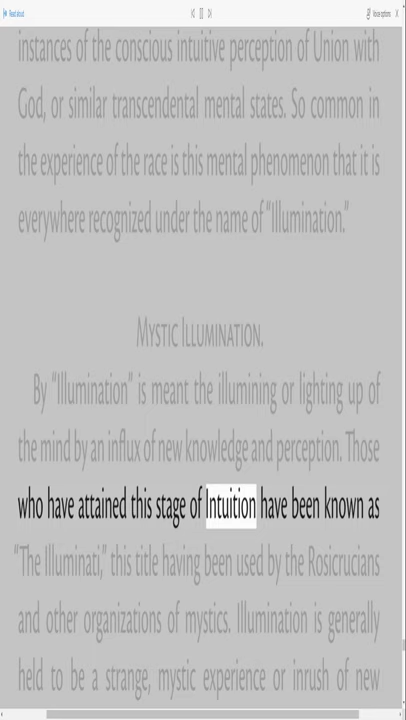 Read aloud
Voice options
instances of the conscious intuitive perception of Union with
God, or similar transcendental mental states. So common in
the experience of the race is this mental phenomenon that it is
everywhere recognized under the name of “Illumination.”
Mystic Illumination.
By “Illumination” is meant the illumining or lighting up of
the mind by an influx of new knowledge and perception. Those
who have attained this stage of Intuition have been known as
“The Illuminati,” this title having been used by the Rosicrucians
and other organizations of mystics. Illumination is generally
held to be a strange, mystic experience or inrush of new